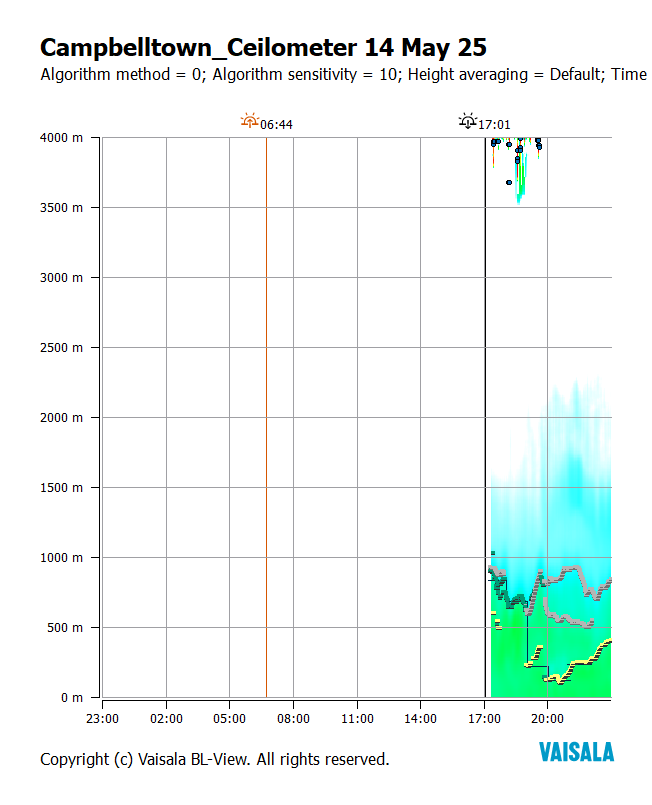 Campbelltown_Ceilometer 14 May 25
Algorithm method = 0; Algorithm sensitivity = 10; Height averaging = Default; Time
06:44
17:01
4000 m
3500 m
3000 m
2500 m
2000 m
1500 m
1000 m
500 m
0 m
23:00 02:00 05:00 08:00 11:00 14:00 17:00 20:00
Copyright (c) Vaisala BL-View. All rights reserved.
VAISALA